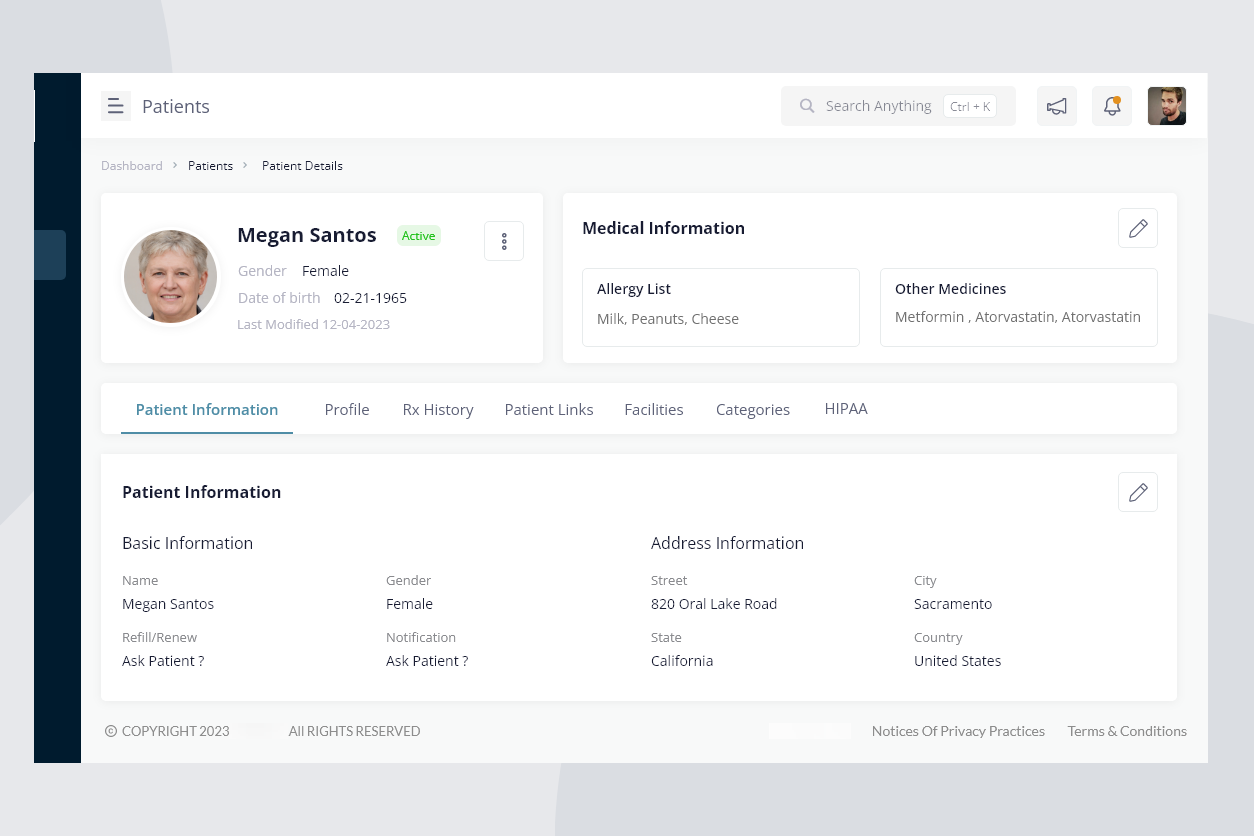 Patients
Search Anything Ctrl + K
Dashboard > Patients > Patient Details
Megan Santos Active
Gender Female
Date of birth 02-21-1965
Last Modified 12-04-2023
Medical Information
Allergy List
Milk, Peanuts, Cheese
Other Medicines
Metformin , Atorvastatin, Atorvastatin
Patient Information Profile Rx History Patient Links Facilities Categories HIPAA
Patient Information
Basic Information
Name Gender
Megan Santos Female
Refill/Renew Notification
Ask Patient ? Ask Patient ?
Address Information
Street City
820 Oral Lake Road Sacramento
State Country
California United States
© COPYRIGHT 2023 All RIGHTS RESERVED
Notices Of Privacy Practices Terms & Conditions